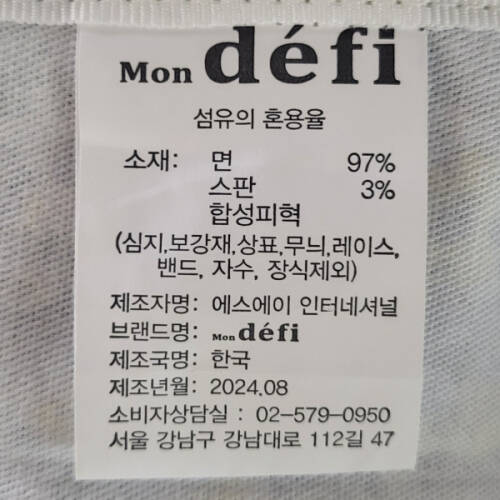 Mon défi
섬유의 혼용율
소재: 면 97%
스판 3%
합성피혁
(심지,보강재,상표,무늬,레이스,
밴드, 자수, 장식제외)
제조자명: 에스에이 인터네셔널
브랜드명: Mon défi
제조국명: 한국
제조년월: 2024.08
소비자상담실 : 02-579-0950
서울 강남구 강남대로 112길 47